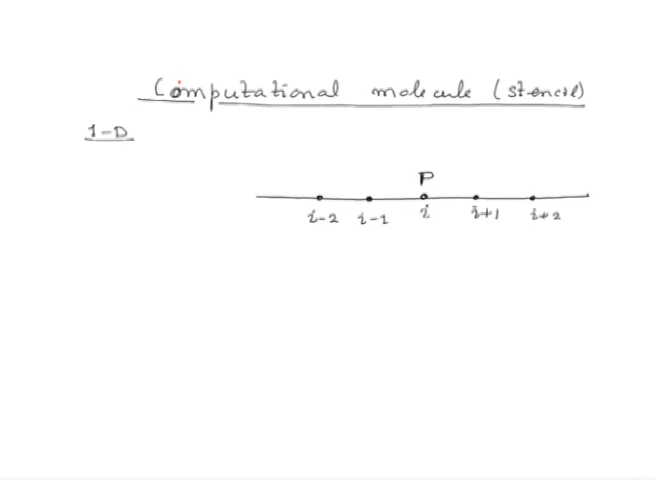 Computational molecule (stencil)
1-D
P
i-2 i-1 i i+1 i+2